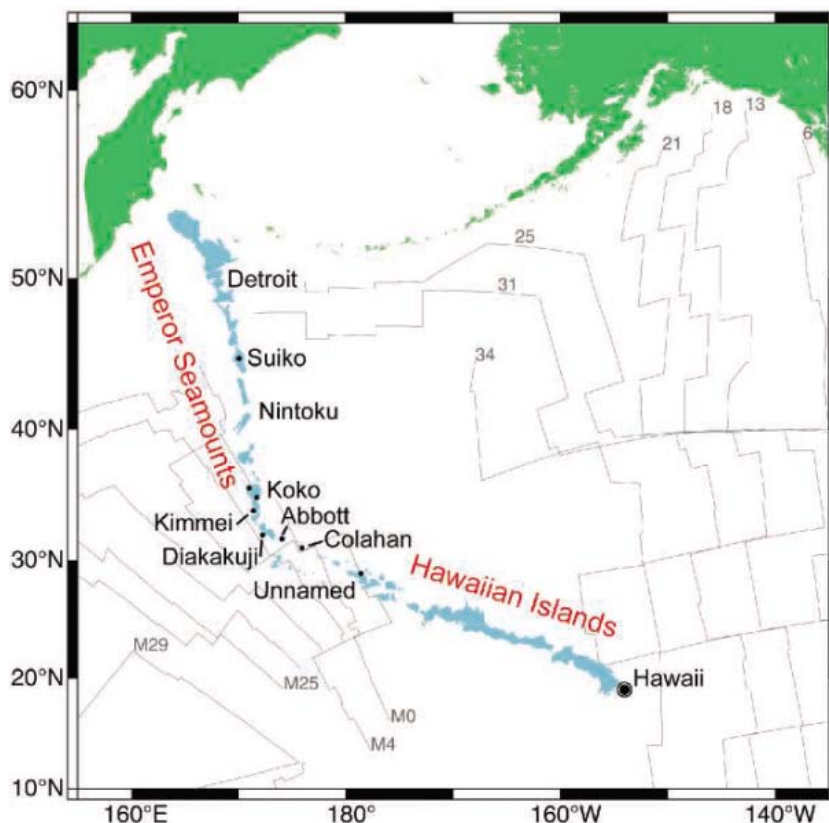 60°N
50°N
40°N
30°N
20°N
10°N
160°E
180°
160°W
140°W
18
13
6
21
25
31
34
Detroit
Emperor Seamounts
Suiko
Nintoku
Koko
Kimmei
Abbott
Diakakuji
Colahan
Unnamed
Hawaiian Islands
Hawaii
M29
M25
M0
M4